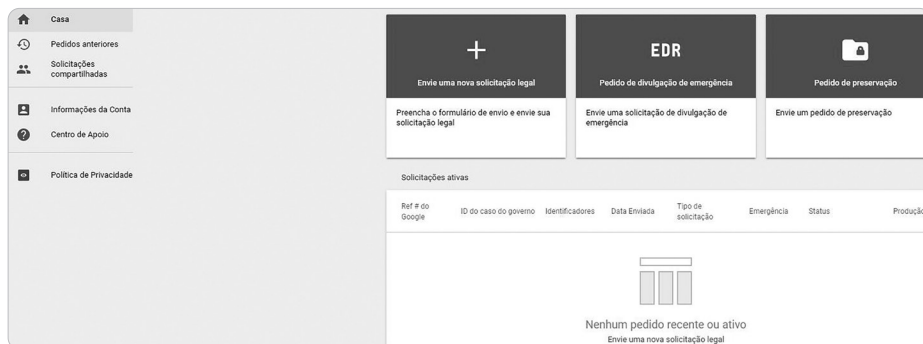 Casa
Pedidos anteriores
Solicitações
compartilhadas
Informações da Conta
Centro de Apoio
Política de Privacidade
EDR
Envie uma nova solicitação legal
Pedido de divulgação de emergência
Pedido de preservação
Preencha o formulário de envio e envie sua
solicitação legal
Envie uma solicitação de divulgação de
emergência
Envie um pedido de preservação
Solicitações ativas
Ref # do
Google
ID do caso do governo
Identificadores
Data Enviada
Tipo de
solicitação
Emergência
Status
Produção
Nenhum pedido recente ou ativo
Envie uma nova solicitação legal